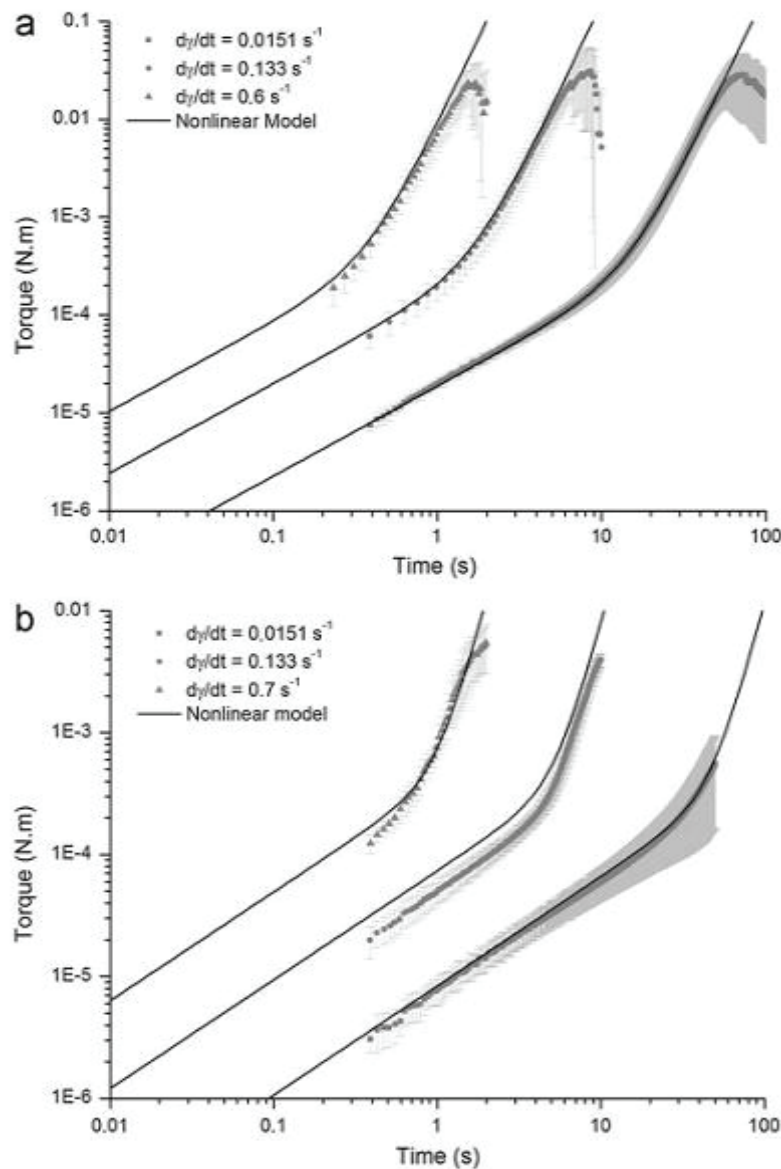 a
dγ/dt = 0.0151 s⁻¹
dγ/dt = 0.133 s⁻¹
dγ/dt = 0.6 s⁻¹
Nonlinear Model
0.1
0.01
1E-3
1E-4
1E-5
1E-6
Torque (N.m)
0.01 0.1 1 10 100
Time (s)
b
dγ/dt = 0.0151 s⁻¹
dγ/dt = 0.133 s⁻¹
dγ/dt = 0.7 s⁻¹
Nonlinear model
0.01
1E-3
1E-4
1E-5
1E-6
Torque (N.m)
0.01 0.1 1 10 100
Time (s)